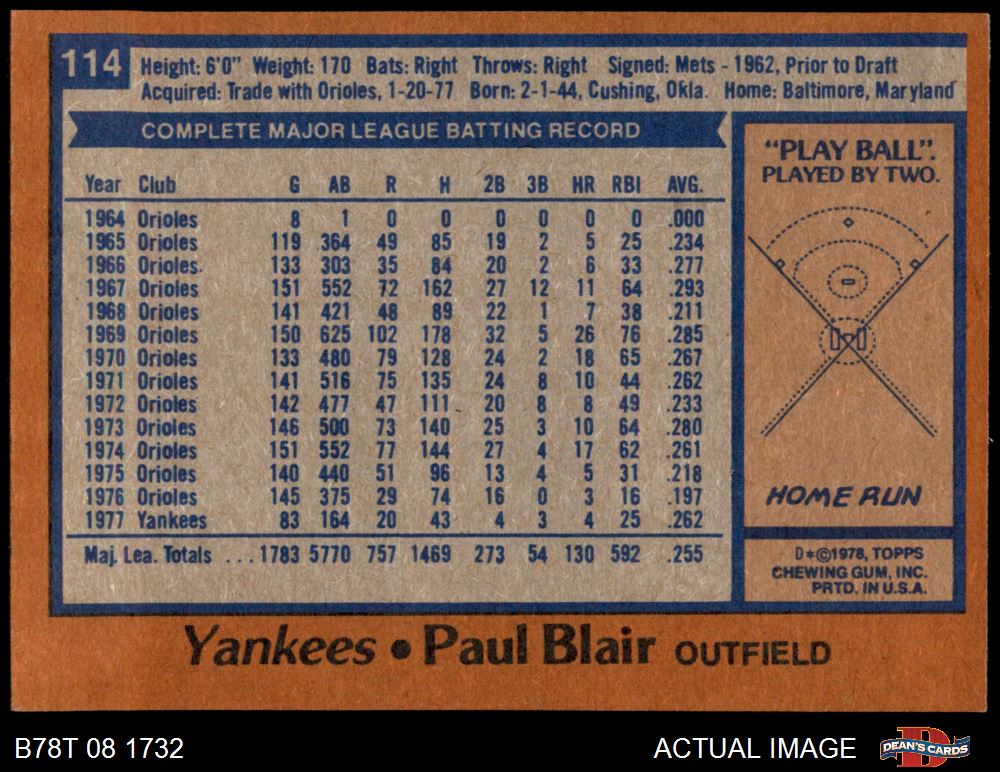 114
Height: 6'0" Weight: 170 Bats: Right Throws: Right Signed: Mets - 1962, Prior to Draft
Acquired: Trade with Orioles, 1-20-77 Born: 2-1-44, Cushing, Okla. Home: Baltimore, Maryland
COMPLETE MAJOR LEAGUE BATTING RECORD
Year Club G AB R H 2B 3B HR RBI AVG.
1964 Orioles 8 1 0 0 0 0 0 0 .000
1965 Orioles 119 364 49 85 19 2 5 25 .234
1966 Orioles. 133 303 35 84 20 2 6 33 .277
1967 Orioles 151 552 72 162 27 12 11 64 .293
1968 Orioles 141 421 48 89 22 1 7 38 .211
1969 Orioles 150 625 102 178 32 5 26 76 .285
1970 Orioles 133 480 79 128 24 2 18 65 .267
1971 Orioles 141 516 75 135 24 8 10 44 .262
1972 Orioles 142 477 47 111 20 8 8 49 .233
1973 Orioles 146 500 73 140 25 3 10 64 .280
1974 Orioles 151 552 77 144 27 4 17 62 .261
1975 Orioles 140 440 51 96 13 4 5 31 .218
1976 Orioles 145 375 29 74 16 0 3 16 .197
1977 Yankees 83 164 20 43 4 3 4 25 .262
Maj. Lea. Totals ... 1783 5770 757 1469 273 54 130 592 .255
"PLAY BALL".
PLAYED BY TWO.
HOME RUN
D*©1978, TOPPS
CHEWING GUM, INC.
PRTD. IN U.S.A.
Yankees • Paul Blair OUTFIELD
B78T 08 1732
ACTUAL IMAGE
D
DEAN'S CARDS